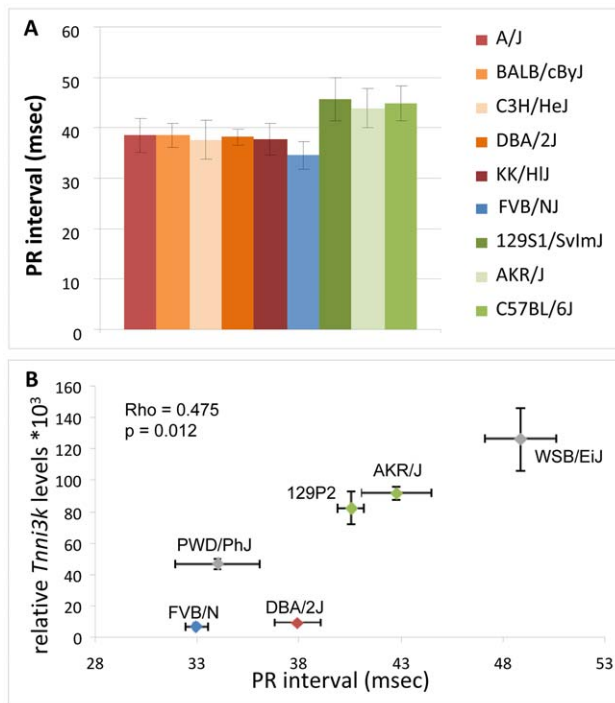 A
60
50
40
30
20
10
0
PR interval (msec)
A/J
BALB/cByJ
C3H/HeJ
DBA/2J
KK/HlJ
FVB/NJ
129S1/SvImJ
AKR/J
C57BL/6J
B
160
140
120
100
80
60
40
20
0
relative Tnni3k levels *10³
Rho = 0.475
p = 0.012
WSB/EiJ
AKR/J
129P2
PWD/PhJ
FVB/N
DBA/2J
28 33 38 43 48 53
PR interval (msec)